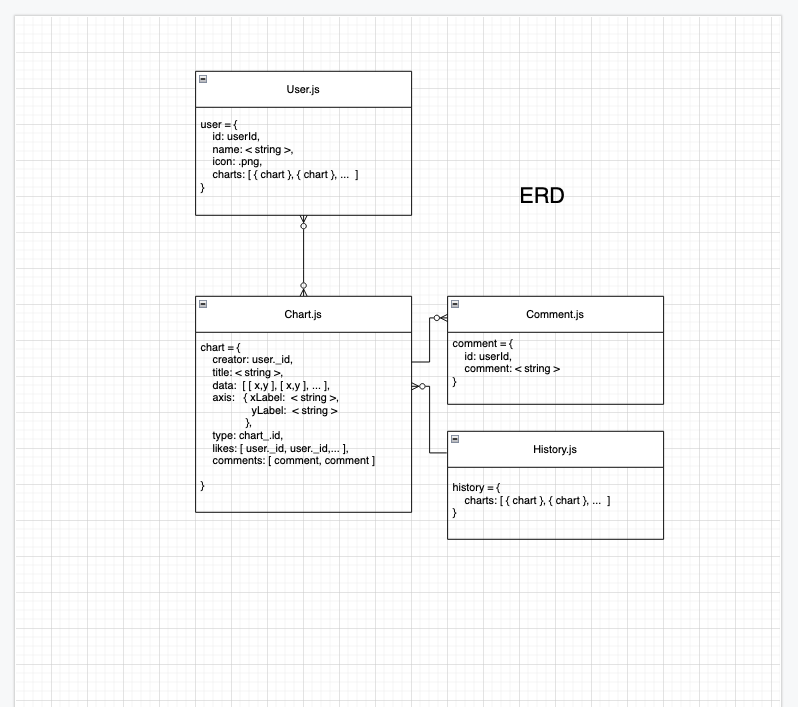 User.js
user = {
id: userId,
name: < string >,
icon: .png,
charts: [ { chart }, { chart }, ...  ]
}
ERD
Chart.js
chart = {
creator: user._id,
title: < string >,
data:  [ [ x,y ], [ x,y ], ... ],
axis:   { xLabel:  < string >,
yLabel:  < string >
},
type: chart_.id,
likes: [ user._id, user._id,... ],
comments: [ comment, comment ]
}
Comment.js
comment = {
id: userId,
comment: < string >
}
History.js
history = {
charts: [ { chart }, { chart }, ...  ]
}